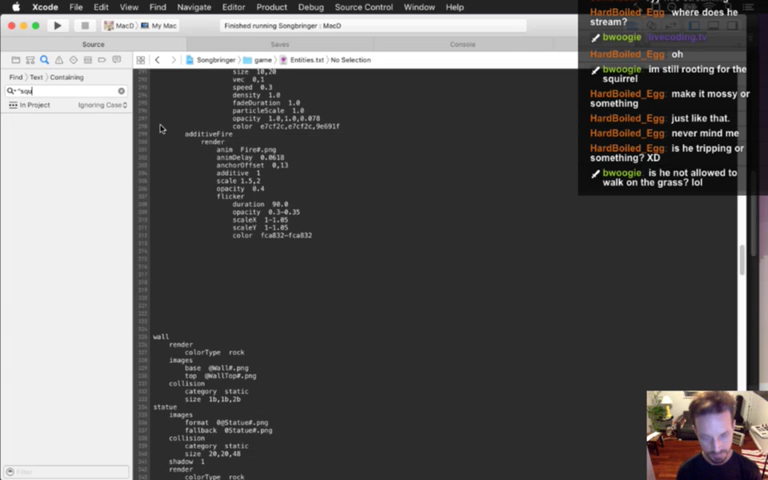 Xcode File Edit View Find Navigate Editor Product Debug Source Control Window Help
MacD My Mac Finished running Songbringer : MacD
Source Saves Console
Songbringer game Entities.txt No Selection
Find Text Containing
"squ
In Project Ignoring Case
size 10,20
vec 0,1
speed 0.3
density 1.0
fadeDuration 1.0
particleScale 1.0
opacity 1.0,1.0,0.078
color e7cf2c,e7cf2c,9e691f
additiveFire
render
anim Fire#.png
animDelay 0.0618
anchorOffset 0,13
additive 1
scale 1.5,2
opacity 0.4
flicker
duration 90.0
opacity 0.3-0.35
scaleX 1-1.05
scaleY 1-1.05
color fca832-fca832
wall
render
colorType rock
images
base @Wall#.png
top @WallTop#.png
collision
category static
size 1b,1b,2b
statue
images
format 0@Statue#.png
fallback 0Statue#.png
collision
category static
size 20,20,48
shadow 1
render
colorType rock
Filter
HardBoiled_Egg: where does he
stream?
bwoogie livecoding.tv
HardBoiled_Egg: oh
bwoogie: im still rooting for the
squirrel
HardBoiled_Egg: make it mossy or
something
HardBoiled_Egg: just like that.
HardBoiled_Egg: never mind me
HardBoiled_Egg: is he tripping or
something? XD
bwoogie: is he not allowed to
walk on the grass? lol